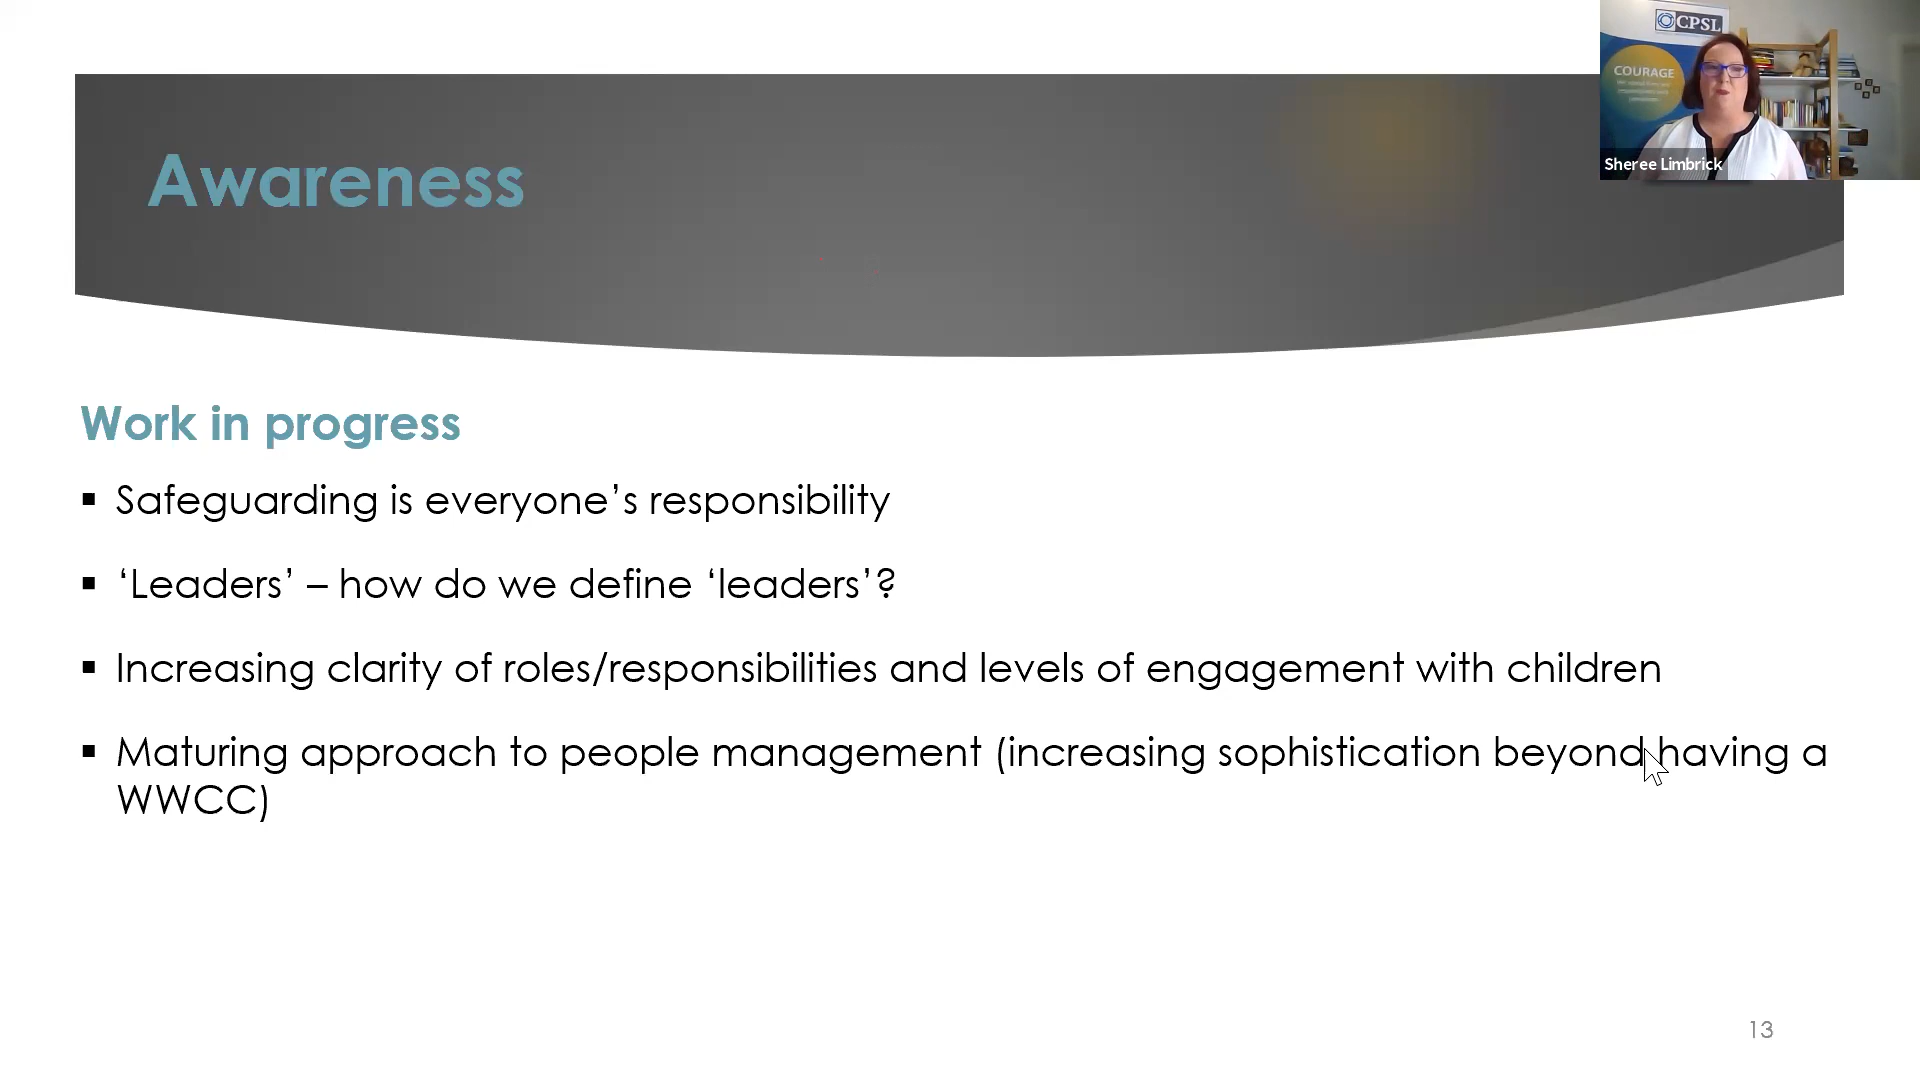 CPSL
COURAGE
Sheree Limbrick
Awareness
Work in progress
▪ Safeguarding is everyone’s responsibility
▪ ‘Leaders’ – how do we define ‘leaders’?
▪ Increasing clarity of roles/responsibilities and levels of engagement with children
▪ Maturing approach to people management (increasing sophistication beyond having a
WWCC)
13